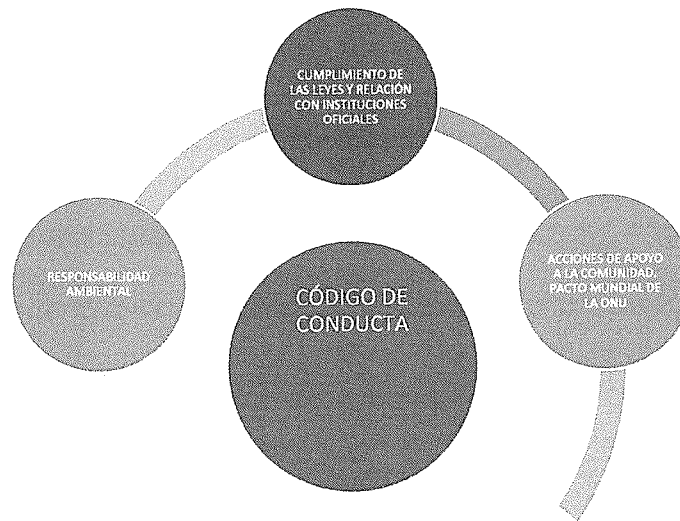 CUMPLIMIENTO DE
LAS LEYES Y RELACIÓN
CON INSTITUCIONES
OFICIALES
RESPONSABILIDAD
AMBIENTAL
ACCIONES DE APOYO
A LA COMUNIDAD.
PACTO MUNDIAL DE
LA ONU
CÓDIGO DE
CONDUCTA